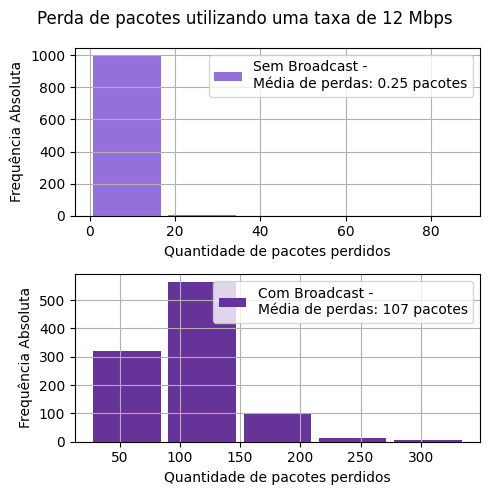 Perda de pacotes utilizando uma taxa de 12 Mbps
Frequência Absoluta
1000
800
600
400
200
0
Sem Broadcast -
Média de perdas: 0.25 pacotes
0 20 40 60 80
Quantidade de pacotes perdidos
Frequência Absoluta
500
400
300
200
100
0
Com Broadcast -
Média de perdas: 107 pacotes
50 100 150 200 250 300
Quantidade de pacotes perdidos